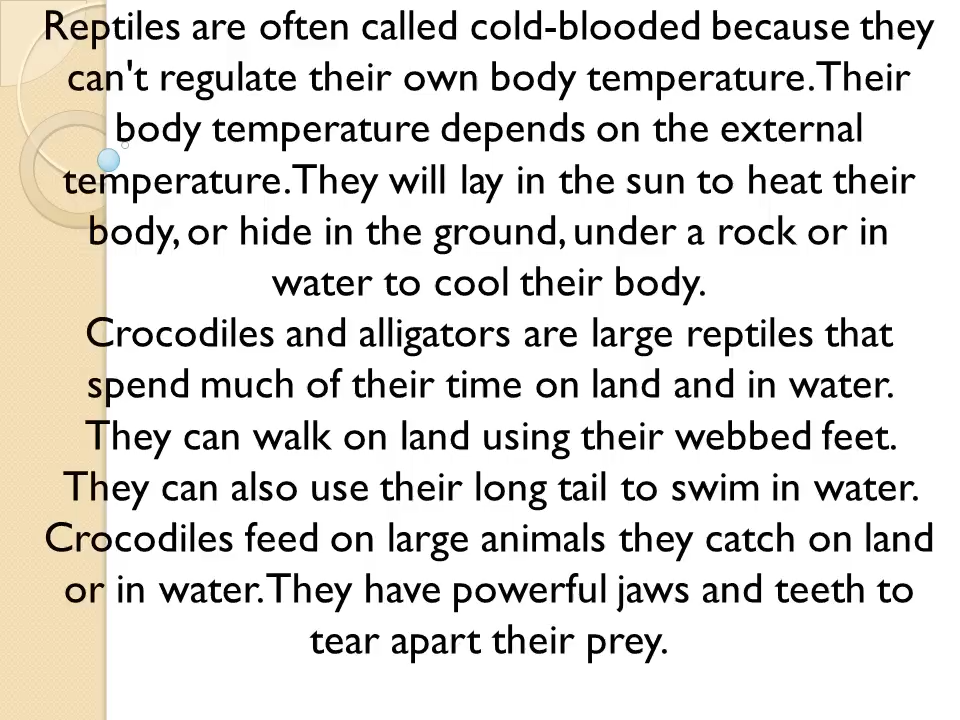 Reptiles are often called cold-blooded because they
can't regulate their own body temperature. Their
body temperature depends on the external
temperature. They will lay in the sun to heat their
body, or hide in the ground, under a rock or in
water to cool their body.
Crocodiles and alligators are large reptiles that
spend much of their time on land and in water.
They can walk on land using their webbed feet.
They can also use their long tail to swim in water.
Crocodiles feed on large animals they catch on land
or in water. They have powerful jaws and teeth to
tear apart their prey.